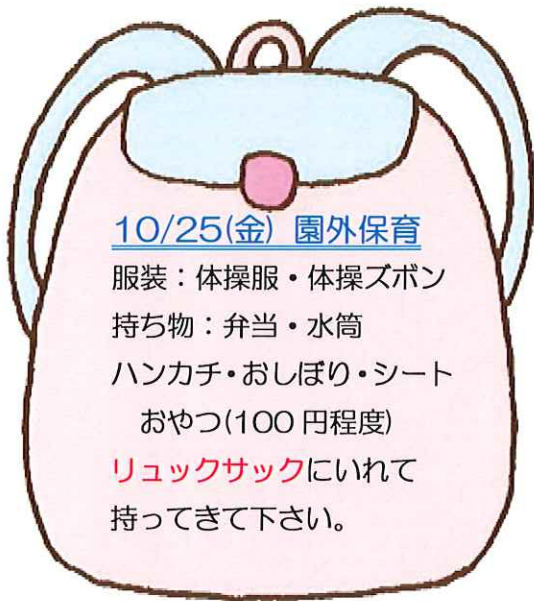 10/25(金) 園外保育
服装：体操服・体操ズボン
持ち物：弁当・水筒
ハンカチ・おしぼり・シート
おやつ(100円程度)
リュックサックにいれて
持ってきて下さい。